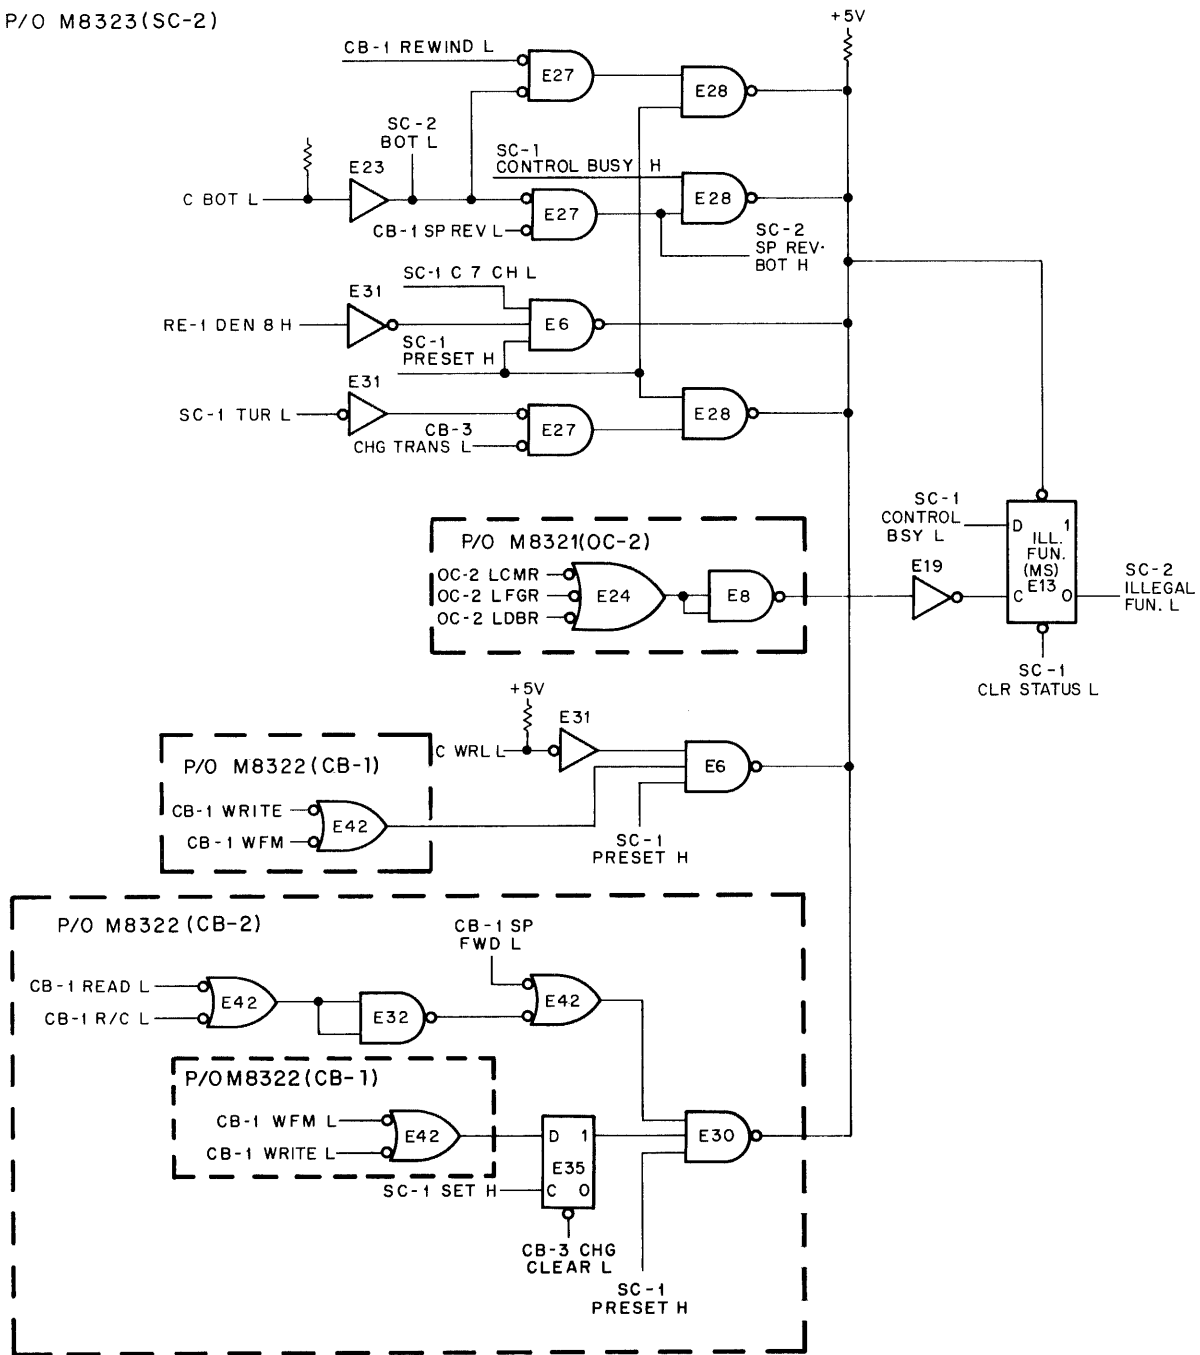 P/O M8323(SC-2)
+5V
CB-1 REWIND L
E27
E28
SC-2
BOT L
E23
C BOT L
SC-1
CONTROL BUSY H
E28
E27
CB-1 SP REV L
SC-2
SP REV·
BOT H
SC-1 C 7 CH L
E31
RE-1 DEN 8 H
E6
SC-1
PRESET H
E31
SC-1 TUR L
E28
E27
CB-3
CHG TRANS L
P/O M8321(OC-2)
OC-2 LCMR
OC-2 LFGR
OC-2 LDBR
E24
E8
E19
SC-1
CONTROL
BSY L
D 1
ILL.
FUN.
(MS)
E13
C 0
SC-2
ILLEGAL
FUN. L
SC-1
CLR STATUS L
+5V
C WRL L
E31
E6
P/O M8322(CB-1)
CB-1 WRITE
CB-1 WFM
E42
SC-1
PRESET H
P/O M8322(CB-2)
CB-1 SP
FWD L
CB-1 READ L
CB-1 R/C L
E42
E32
E42
P/O M8322(CB-1)
CB-1 WFM L
CB-1 WRITE L
E42
D 1
E35
C 0
E30
SC-1 SET H
CB-3 CHG
CLEAR L
SC-1
PRESET H